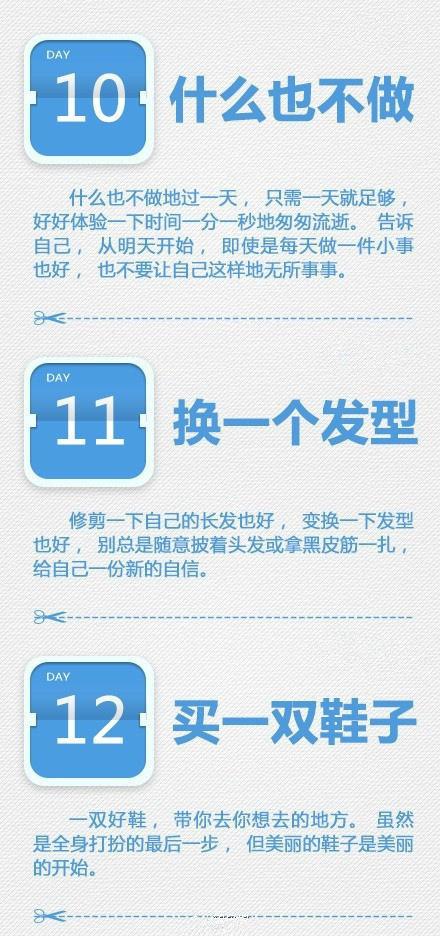 DAY
10
什么也不做
什么也不做地过一天， 只需一天就足够，
好好体验一下时间一分一秒地匆匆流逝。 告诉
自己， 从明天开始， 即使是每天做一件小事
也好， 也不要让自己这样地无所事事。
DAY
11
换一个发型
修剪一下自己的长发也好， 变换一下发型
也好， 别总是随意披着头发或拿黑皮筋一扎，
给自己一份新的自信。
DAY
12
买一双鞋子
一双好鞋， 带你去你想去的地方。 虽然
是全身打扮的最后一步， 但美丽的鞋子是美丽
的开始。